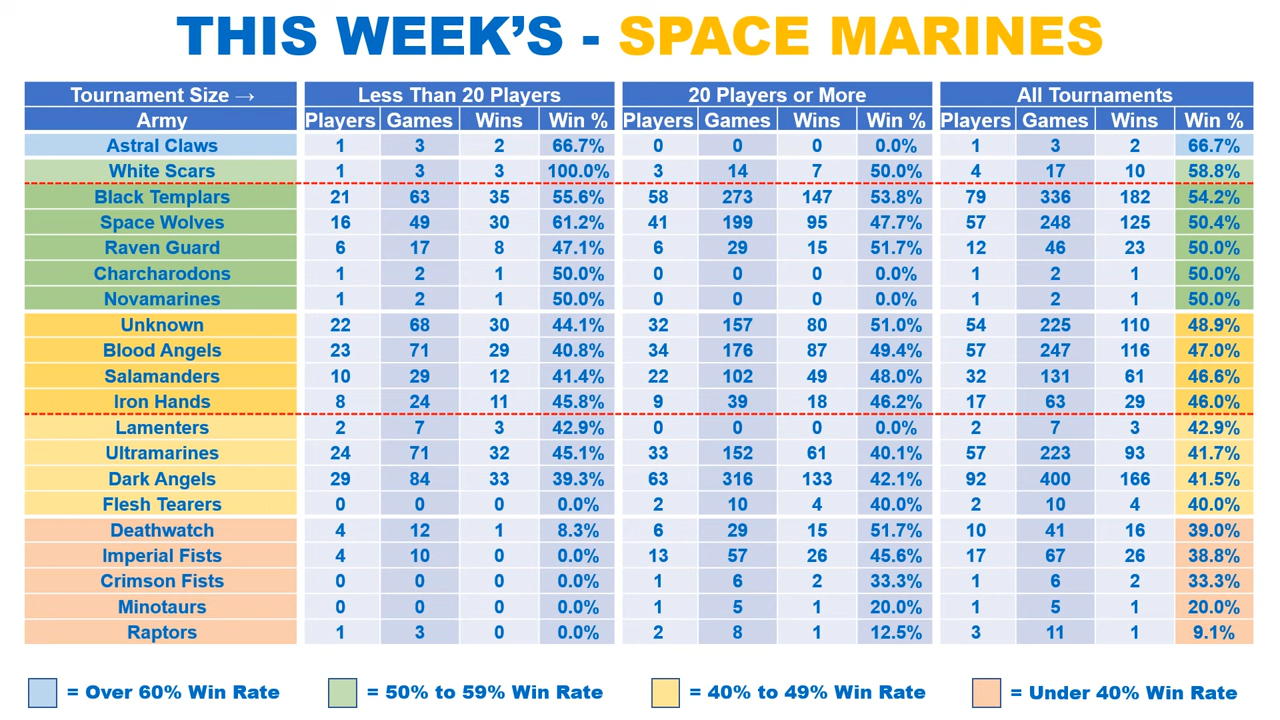 THIS WEEK'S - SPACE MARINES
Tournament Size → Less Than 20 Players 20 Players or More All Tournaments
Army Players Games Wins Win % Players Games Wins Win % Players Games Wins Win %
Astral Claws 1 3 2 66.7% 0 0 0 0.0% 1 3 2 66.7%
White Scars 1 3 3 100.0% 3 14 7 50.0% 4 17 10 58.8%
Black Templars 21 63 35 55.6% 58 273 147 53.8% 79 336 182 54.2%
Space Wolves 16 49 30 61.2% 41 199 95 47.7% 57 248 125 50.4%
Raven Guard 6 17 8 47.1% 6 29 15 51.7% 12 46 23 50.0%
Charcharodons 1 2 1 50.0% 0 0 0 0.0% 1 2 1 50.0%
Novamarines 1 2 1 50.0% 0 0 0 0.0% 1 2 1 50.0%
Unknown 22 68 30 44.1% 32 157 80 51.0% 54 225 110 48.9%
Blood Angels 23 71 29 40.8% 34 176 87 49.4% 57 247 116 47.0%
Salamanders 10 29 12 41.4% 22 102 49 48.0% 32 131 61 46.6%
Iron Hands 8 24 11 45.8% 9 39 18 46.2% 17 63 29 46.0%
Lamenters 2 7 3 42.9% 0 0 0 0.0% 2 7 3 42.9%
Ultramarines 24 71 32 45.1% 33 152 61 40.1% 57 223 93 41.7%
Dark Angels 29 84 33 39.3% 63 316 133 42.1% 92 400 166 41.5%
Flesh Tearers 0 0 0 0.0% 2 10 4 40.0% 2 10 4 40.0%
Deathwatch 4 12 1 8.3% 6 29 15 51.7% 10 41 16 39.0%
Imperial Fists 4 10 0 0.0% 13 57 26 45.6% 17 67 26 38.8%
Crimson Fists 0 0 0 0.0% 1 6 2 33.3% 1 6 2 33.3%
Minotaurs 0 0 0 0.0% 1 5 1 20.0% 1 5 1 20.0%
Raptors 1 3 0 0.0% 2 8 1 12.5% 3 11 1 9.1%
= Over 60% Win Rate = 50% to 59% Win Rate = 40% to 49% Win Rate = Under 40% Win Rate